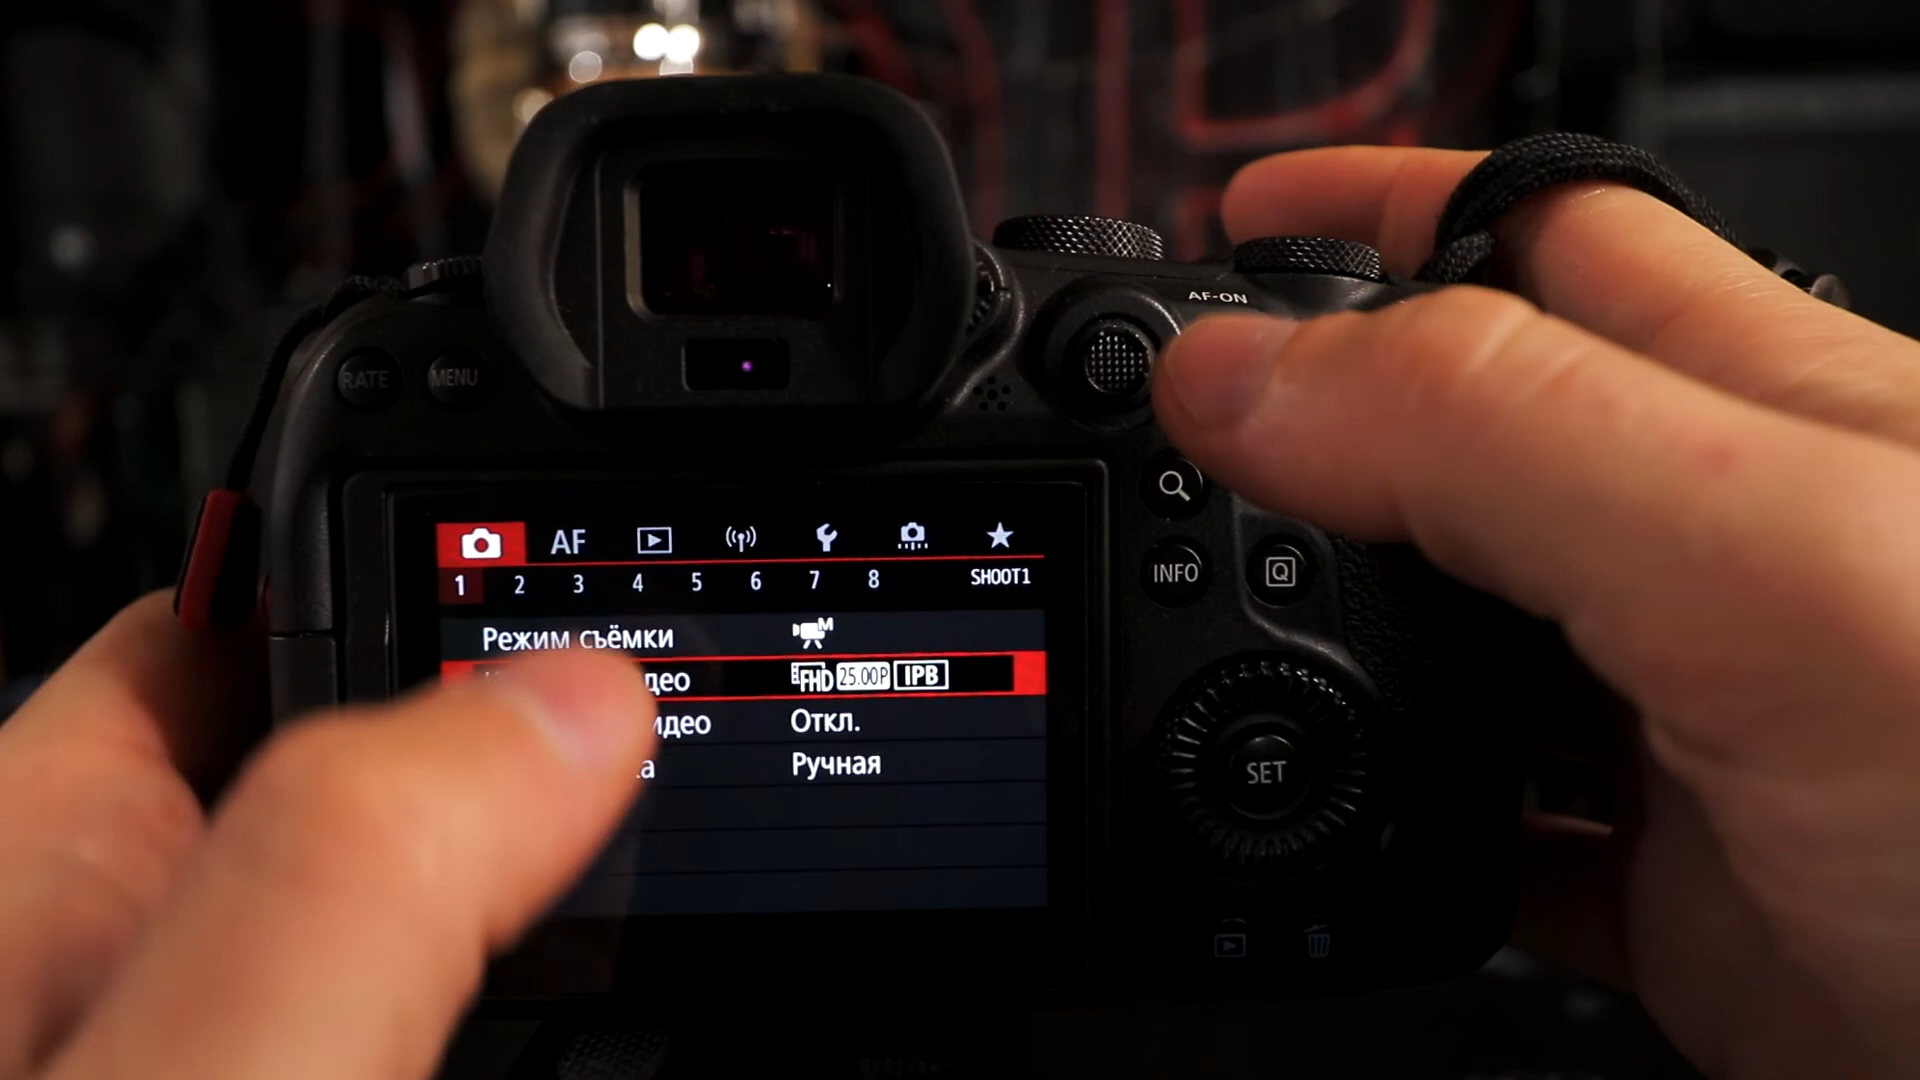 AF-ON
RATE MENU
AF
1 2 3 4 5 6 7 8 SHOOT1
Режим съёмки M
део FHD 25.00P IPB
идео Откл.
ка Ручная
INFO Q
SET